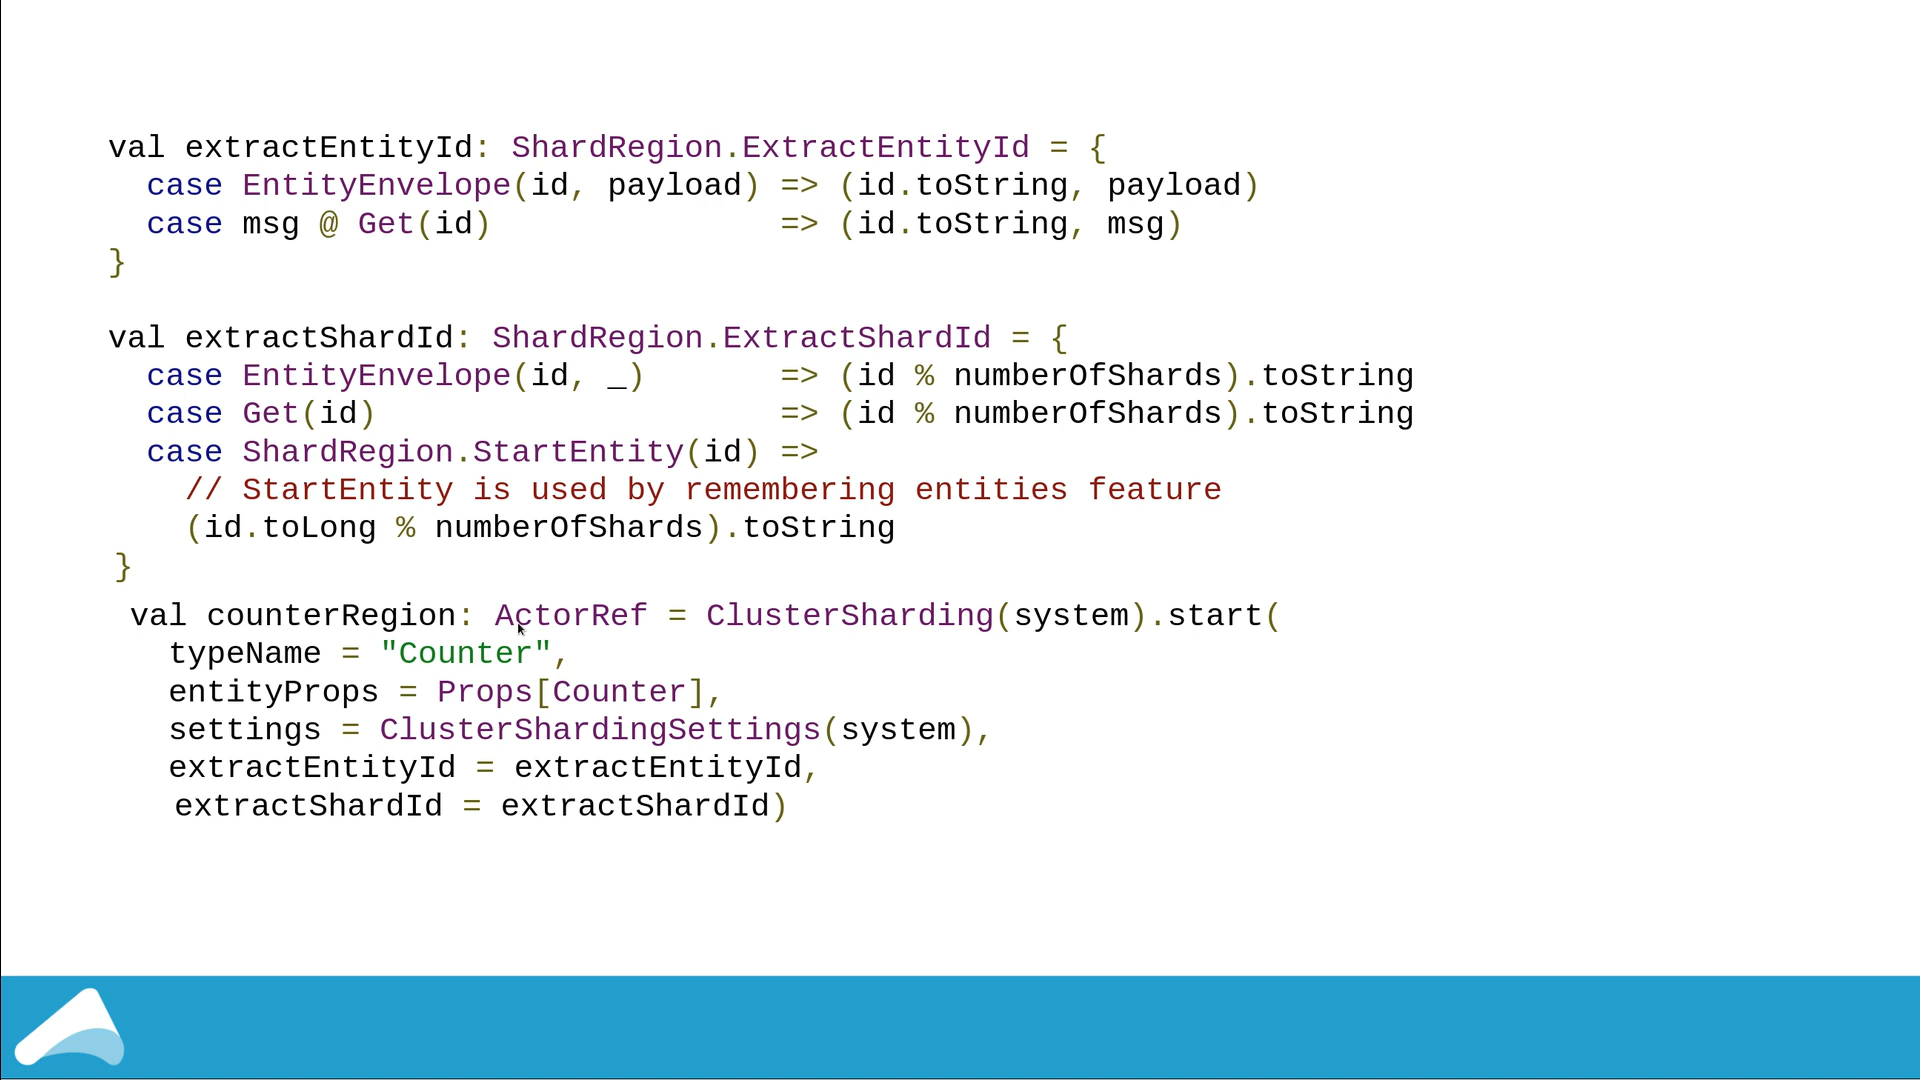 val extractEntityId: ShardRegion.ExtractEntityId = {
  case EntityEnvelope(id, payload) => (id.toString, payload)
  case msg @ Get(id)               => (id.toString, msg)
}

val extractShardId: ShardRegion.ExtractShardId = {
  case EntityEnvelope(id, _)       => (id % numberOfShards).toString
  case Get(id)                     => (id % numberOfShards).toString
  case ShardRegion.StartEntity(id) =>
    // StartEntity is used by remembering entities feature
    (id.toLong % numberOfShards).toString
}
val counterRegion: ActorRef = ClusterSharding(system).start(
  typeName = "Counter",
  entityProps = Props[Counter],
  settings = ClusterShardingSettings(system),
  extractEntityId = extractEntityId,
  extractShardId = extractShardId)